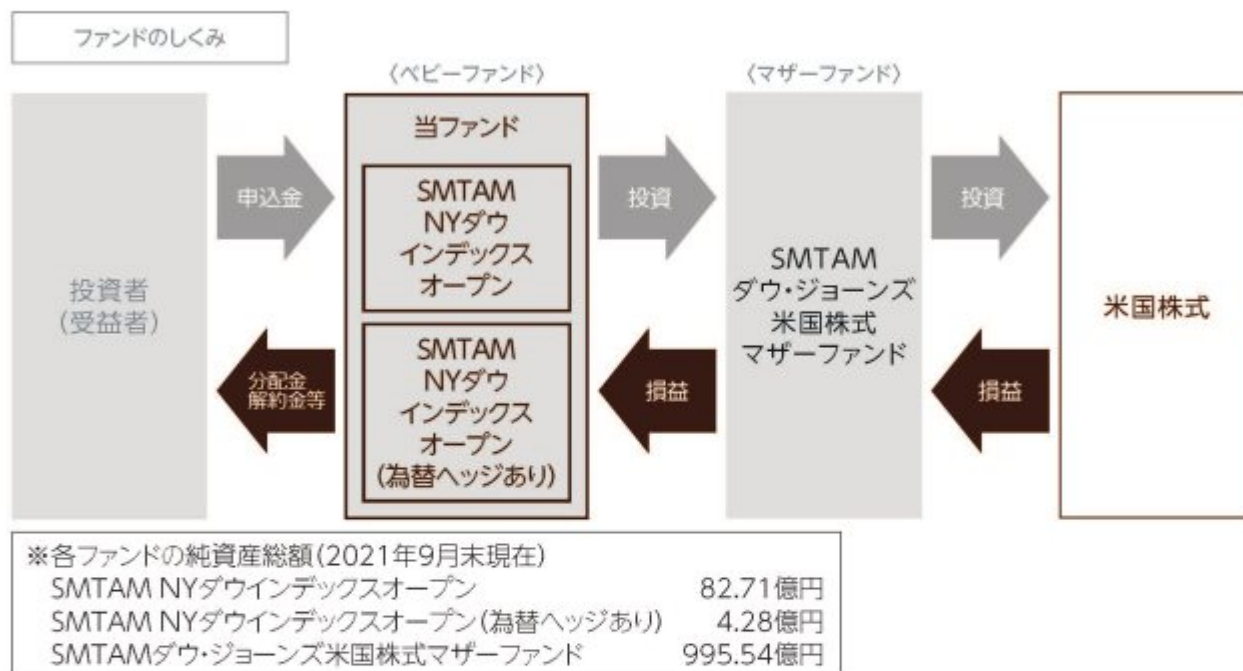 ファンドのしくみ
〈ベビーファンド〉
〈マザーファンド〉
投資者
(受益者)
申込金
分配金
解約金等
当ファンド
SMTAM
NYダウ
インデックス
オープン
SMTAM
NYダウ
インデックス
オープン
(為替ヘッジあり)
投資
損益
SMTAM
ダウ・ジョーンズ
米国株式
マザーファンド
投資
損益
米国株式
※各ファンドの純資産総額(2021年9月末現在)
SMTAM NYダウインデックスオープン 82.71億円
SMTAM NYダウインデックスオープン(為替ヘッジあり) 4.28億円
SMTAMダウ・ジョーンズ米国株式マザーファンド 995.54億円